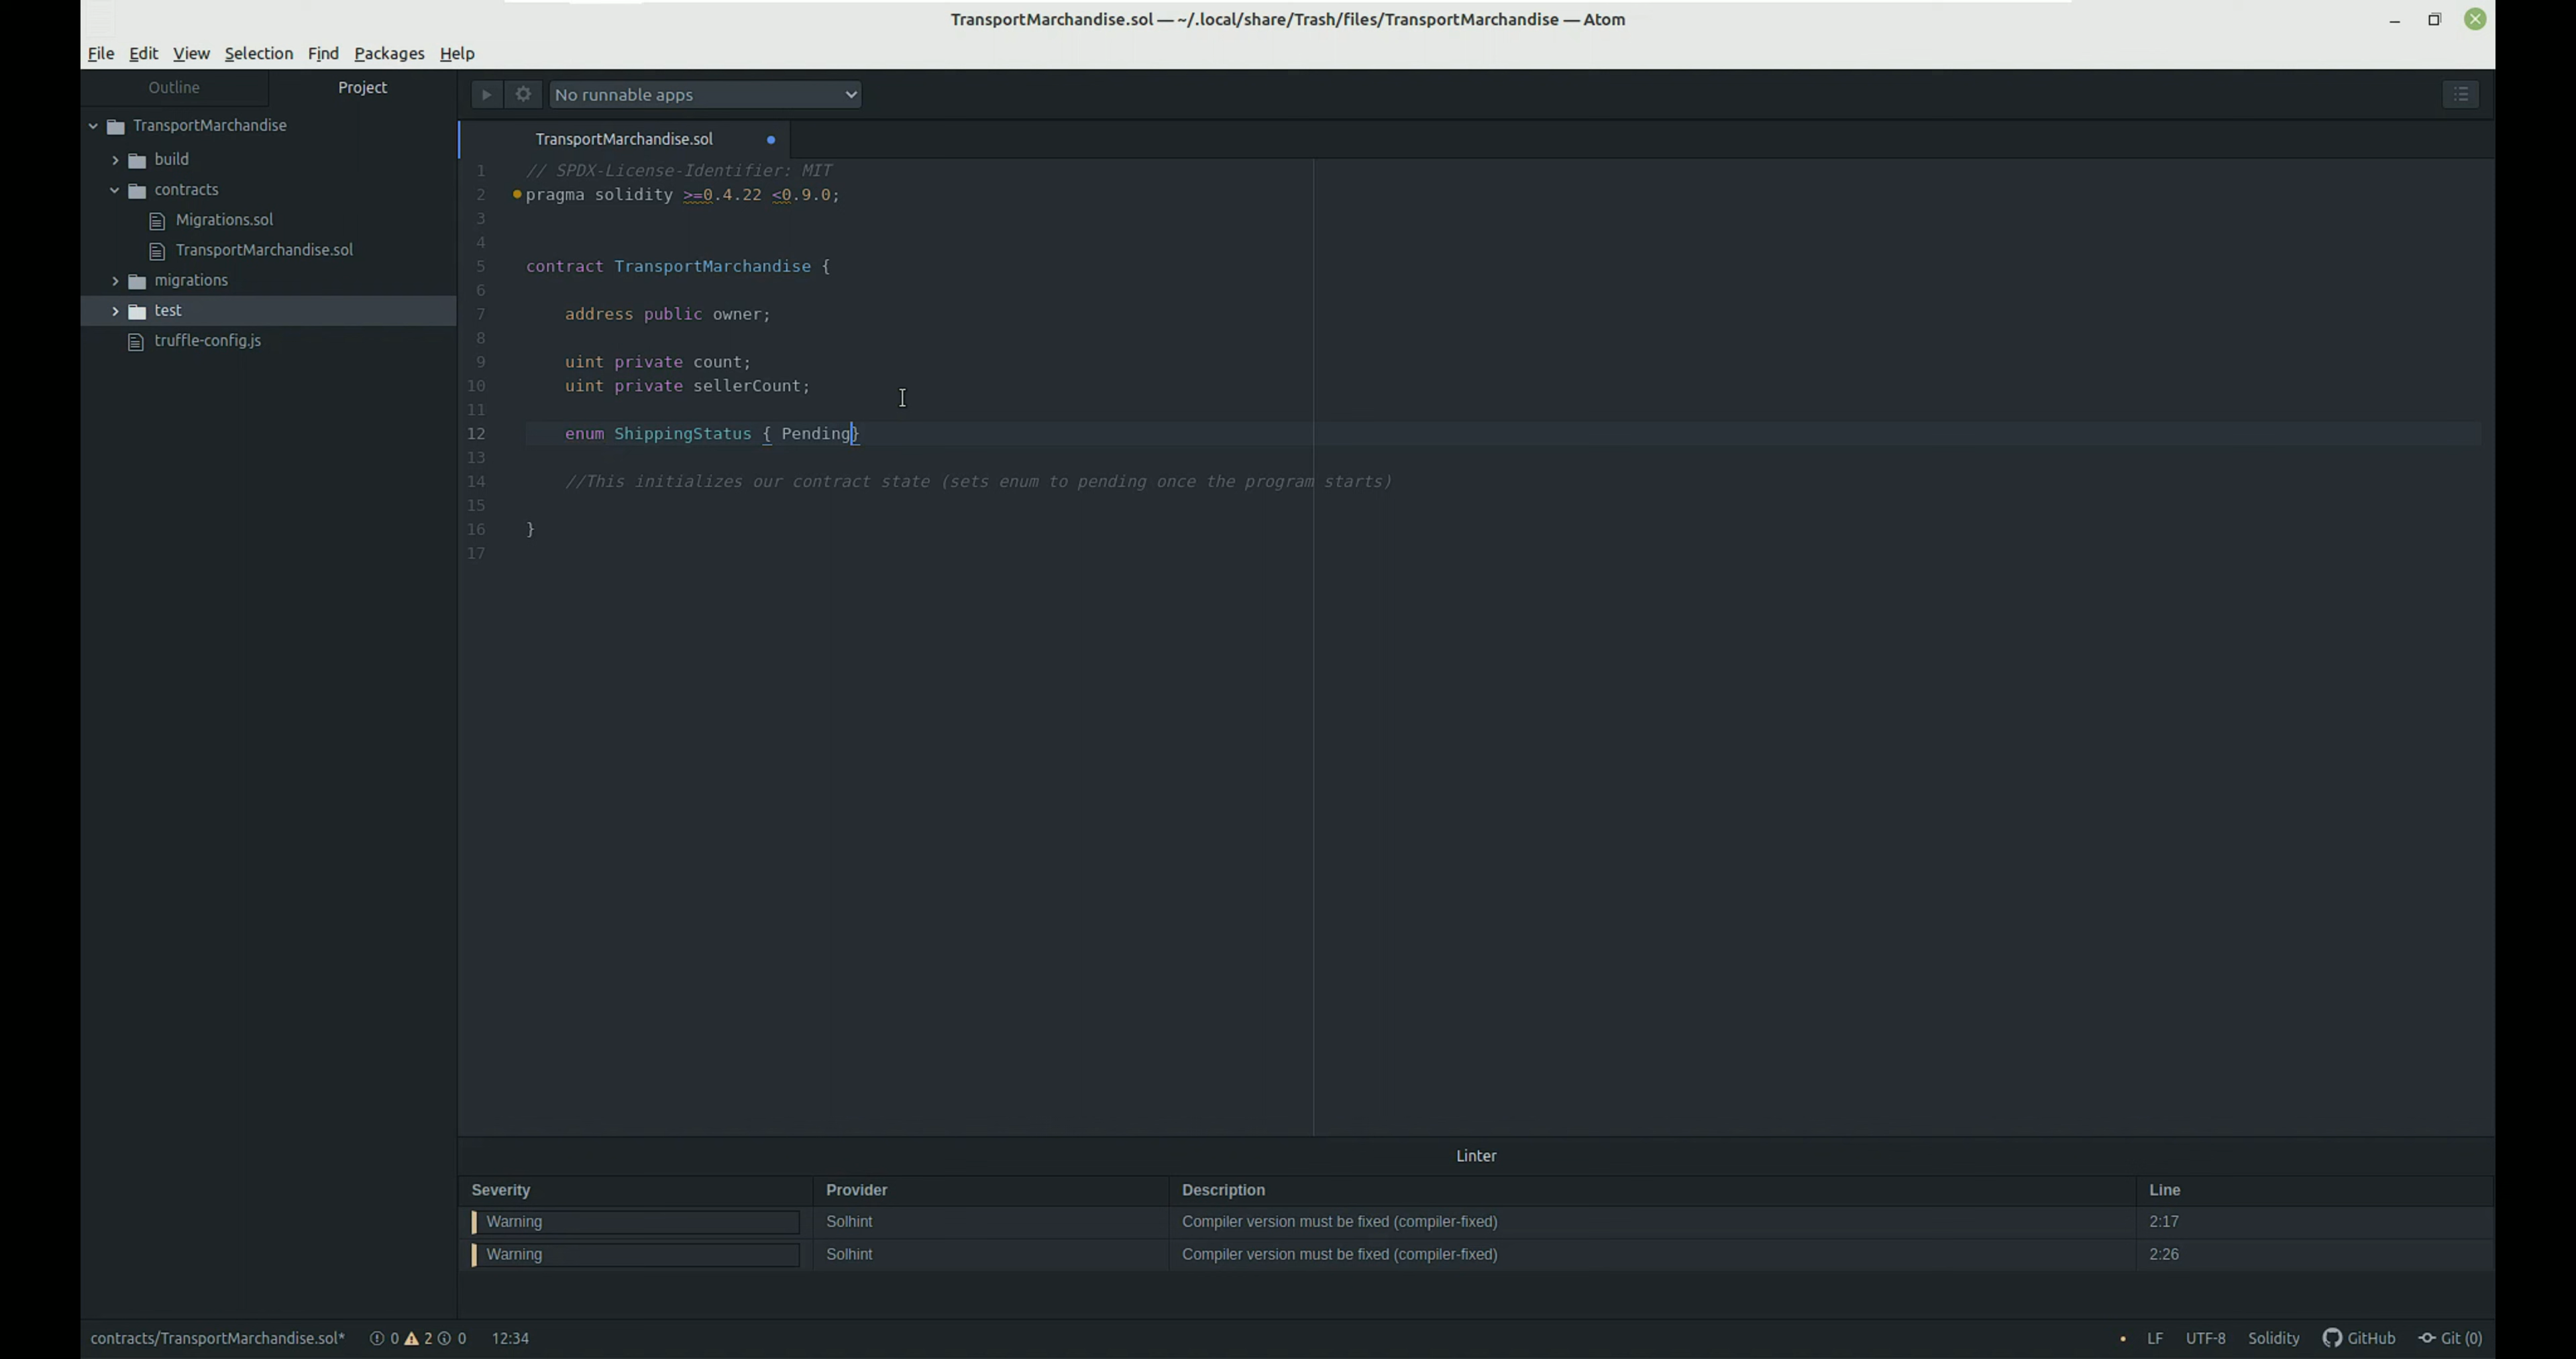 TransportMarchandise.sol — ~/.local/share/Trash/files/TransportMarchandise — Atom
File Edit View Selection Find Packages Help
Outline Project
No runnable apps
TransportMarchandise
build
contracts
Migrations.sol
TransportMarchandise.sol
migrations
test
truffle-config.js
TransportMarchandise.sol
1 // SPDX-License-Identifier: MIT
2 pragma solidity >=0.4.22 <0.9.0;
3
4
5 contract TransportMarchandise {
6
7 address public owner;
8
9 uint private count;
10 uint private sellerCount;
11
12 enum ShippingStatus { Pending}
13
14 //This initializes our contract state (sets enum to pending once the program starts)
15
16 }
17
Linter
Severity Provider Description Line
Warning Solhint Compiler version must be fixed (compiler-fixed) 2:17
Warning Solhint Compiler version must be fixed (compiler-fixed) 2:26
contracts/TransportMarchandise.sol* 0 2 0 12:34 LF UTF-8 Solidity GitHub Git (0)